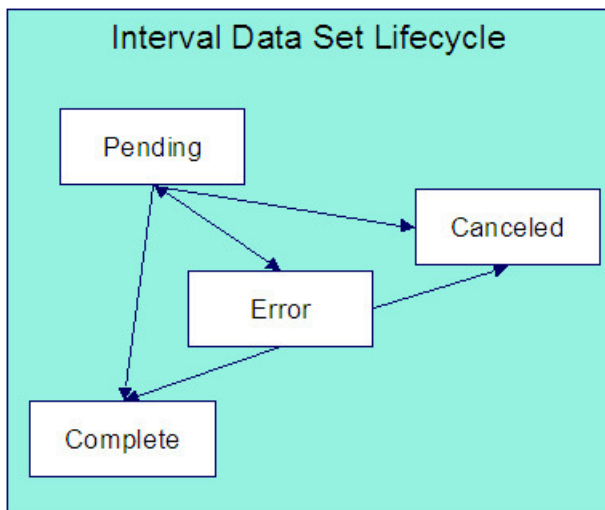 Interval Data Set Lifecycle
Pending
Canceled
Error
Complete